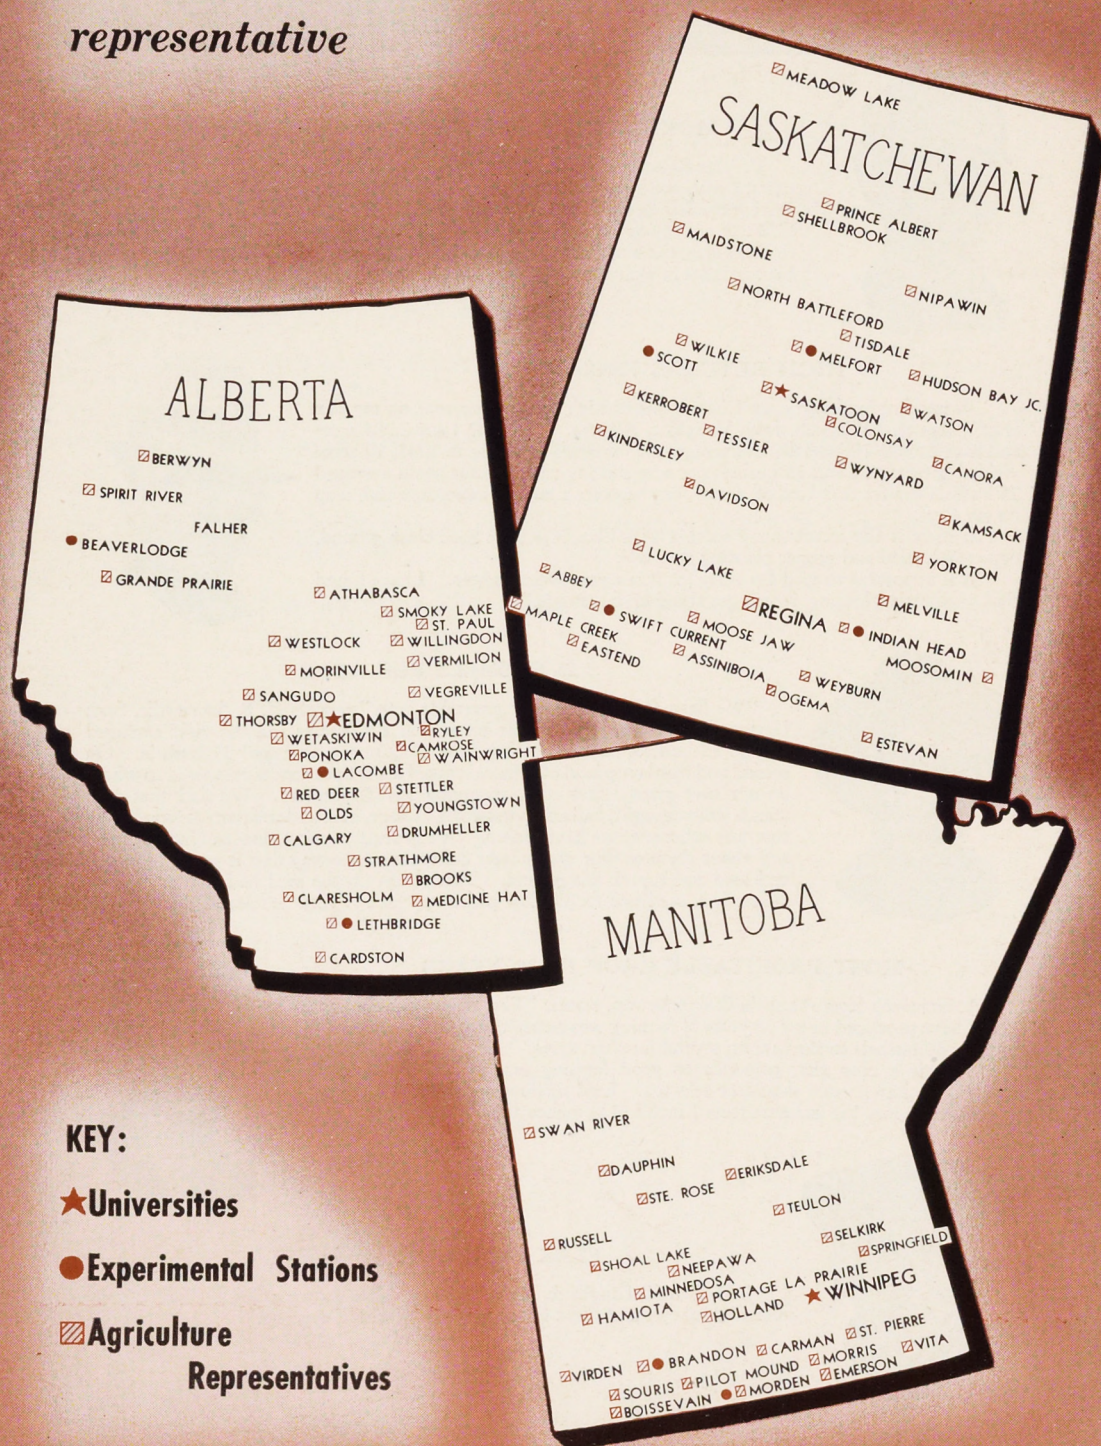 representative
SASKATCHEWAN
MEADOW LAKE
PRINCE ALBERT
SHELLBROOK
MAIDSTONE
NORTH BATTLEFORD
NIPAWIN
TISDALE
WILKIE
MELFORT
SCOTT
HUDSON BAY JC.
SASKATOON
KERROBERT
WATSON
COLONSAY
TESSIER
KINDERSLEY
WYNYARD
CANORA
DAVIDSON
KAMSACK
LUCKY LAKE
YORKTON
ABBEY
MELVILLE
REGINA
SWIFT CURRENT
MAPLE CREEK
MOOSE JAW
INDIAN HEAD
EASTEND
ASSINIBOIA
MOOSOMIN
WEYBURN
OGEMA
ESTEVAN
ALBERTA
BERWYN
SPIRIT RIVER
FALHER
BEAVERLODGE
GRANDE PRAIRIE
ATHABASCA
SMOKY LAKE
ST. PAUL
WESTLOCK
WILLINGDON
MORINVILLE
VERMILION
SANGUDO
VEGREVILLE
THORSBY
EDMONTON
WETASKIWIN
RYLEY
CAMROSE
PONOKA
WAINWRIGHT
LACOMBE
RED DEER
STETTLER
OLDS
YOUNGSTOWN
CALGARY
DRUMHELLER
STRATHMORE
BROOKS
CLARESHOLM
MEDICINE HAT
LETHBRIDGE
CARDSTON
MANITOBA
SWAN RIVER
DAUPHIN
ERIKSDALE
STE. ROSE
TEULON
RUSSELL
SELKIRK
SHOAL LAKE
SPRINGFIELD
NEEPAWA
MINNEDOSA
PORTAGE LA PRAIRIE
WINNIPEG
HAMIOTA
HOLLAND
VIRDEN
BRANDON
CARMAN
ST. PIERRE
VITA
MORRIS
PILOT MOUND
SOURIS
EMERSON
MORDEN
BOISSEVAIN
KEY:
Universities
Experimental Stations
Agriculture
Representatives